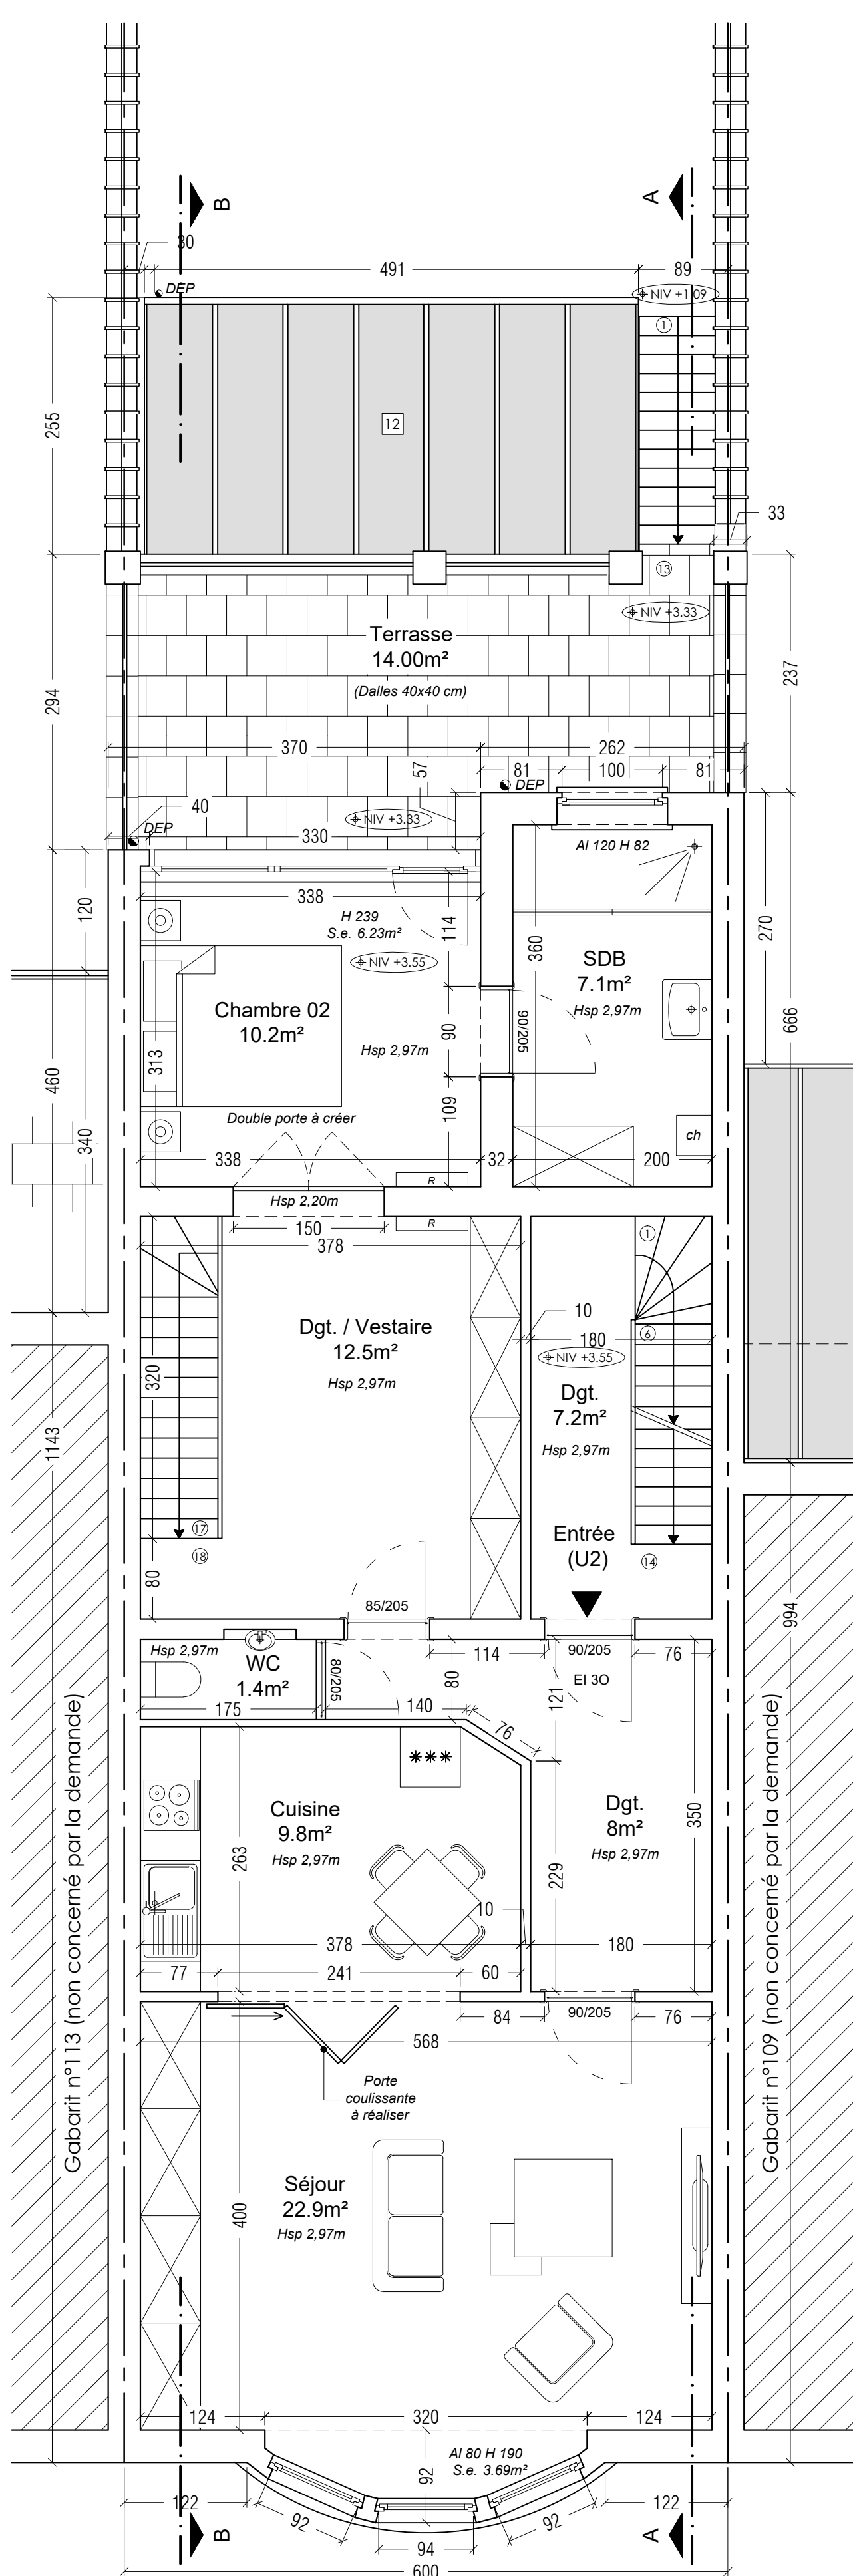 B
A
30
491
89
DEP
NIV +1.09
1
255
12
33
13
NIV +3.33
Terrasse
14.00m²
(Dalles 40x40 cm)
294
237
370
262
57
81
100
81
DEP
40
DEP
NIV +3.33
330
Al 120 H 82
338
H 239
S.e. 6.23m²
114
120
360
270
NIV +3.55
SDB
7.1m²
Hsp 2,97m
Chambre 02
10.2m²
Hsp 2,97m
90
90/205
666
313
460
340
109
Double porte à créer
ch
338
32
200
R
Hsp 2,20m
R
150
378
1
10
180
6
NIV +3.55
Dgt. / Vestaire
12.5m²
Hsp 2,97m
320
Dgt.
7.2m²
Hsp 2,97m
1143
17
18
Entrée
(U2)
14
80
85/205
994
Hsp 2,97m
WC
1.4m²
80/205
114
90/205
76
EI 3O
80
121
175
140
76
Cuisine
9.8m²
Hsp 2,97m
263
Dgt.
8m²
Hsp 2,97m
350
229
10
378
180
77
241
60
84
90/205
76
568
Porte
coulissante
à réaliser
Gabarit n°113 (non concerné par la demande)
Gabarit n°109 (non concerné par la demande)
Séjour
22.9m²
Hsp 2,97m
400
124
320
124
Al 80 H 190
S.e. 3.69m²
92
122
92
92
122
94
B
A
600